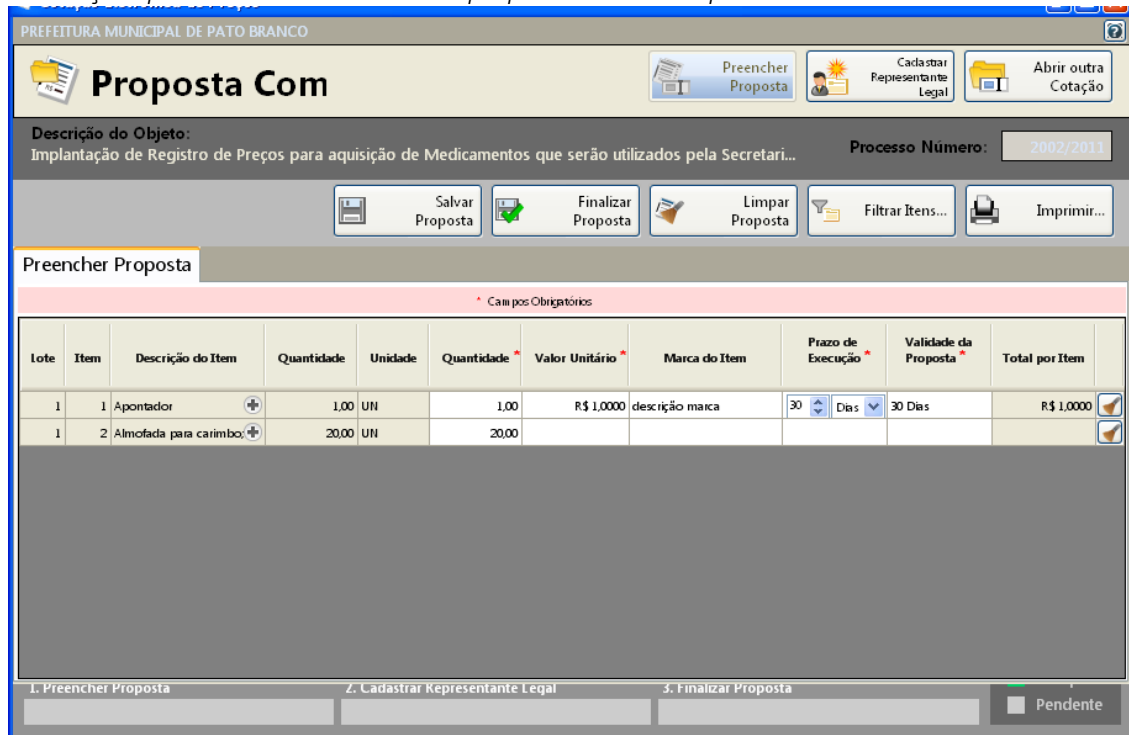 PREFEITURA MUNICIPAL DE PATO BRANCO
Proposta Com
Preencher
Proposta
Cadastrar
Representante
Legal
Abrir outra
Cotação
Descrição do Objeto:
Implantação de Registro de Preços para aquisição de Medicamentos que serão utilizados pela Secretari...
Processo Número:
2002/2011
Salvar
Proposta
Finalizar
Proposta
Limpar
Proposta
Filtrar Itens...
Imprimir...
Preencher Proposta
* Campos Obrigatórios
Lote Item Descrição do Item Quantidade Unidade Quantidade * Valor Unitário * Marca do Item Prazo de Execução * Validade da Proposta * Total por Item
1 1 Apontador 1,00 UN 1,00 R$ 1,0000 descrição marca 30 Dias 30 Dias R$ 1,0000
1 2 Almofada para carimbo; 20,00 UN 20,00
1. Preencher Proposta 2. Cadastrar Representante Legal 3. Finalizar Proposta
Pendente